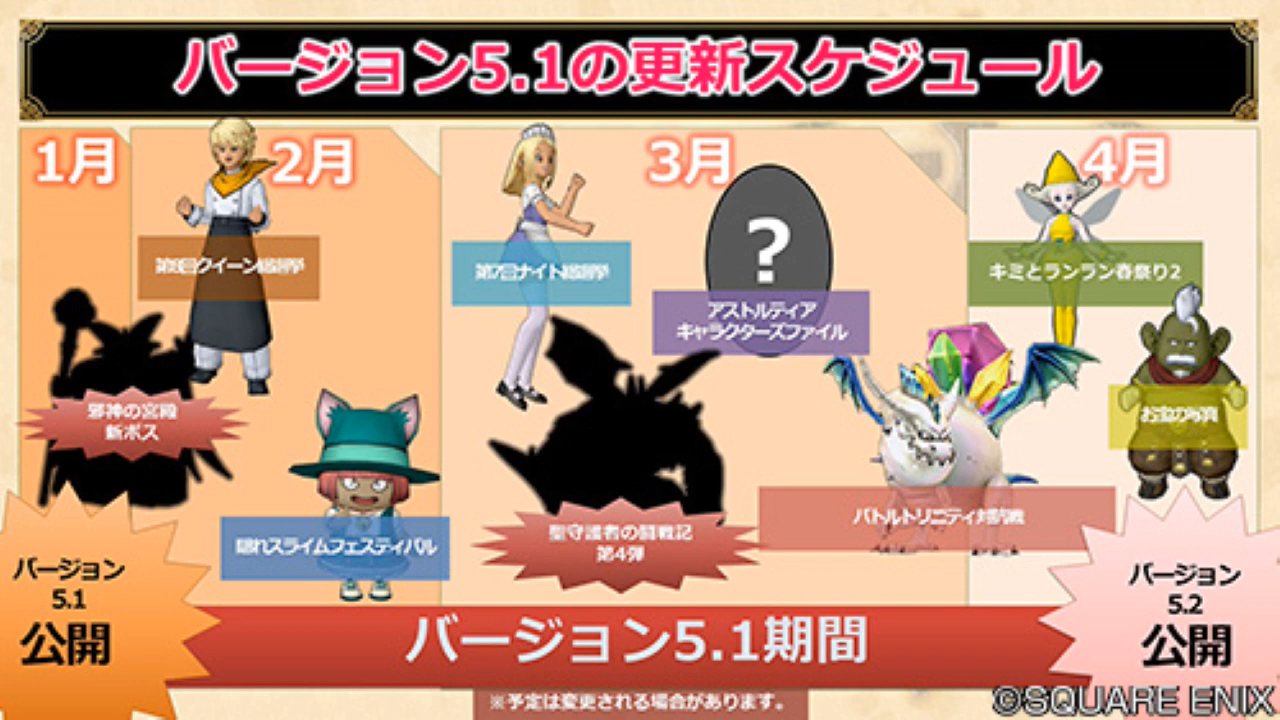 バージョン5.1の更新スケジュール
1月
2月
3月
4月
クイーン総選挙
第7回ナイト総選挙
?
アストルティア
キャラクターズファイル
キミとランラン春祭り2
邪神の宮殿
新ボス
お宝の写真
隠れスライムフェスティバル
聖守護者の闘戦記
第4弾
バトルトリニティ対抗戦
バージョン
5.1
公開
バージョン5.1期間
バージョン
5.2
公開
※予定は変更される場合があります。
©SQUARE ENIX